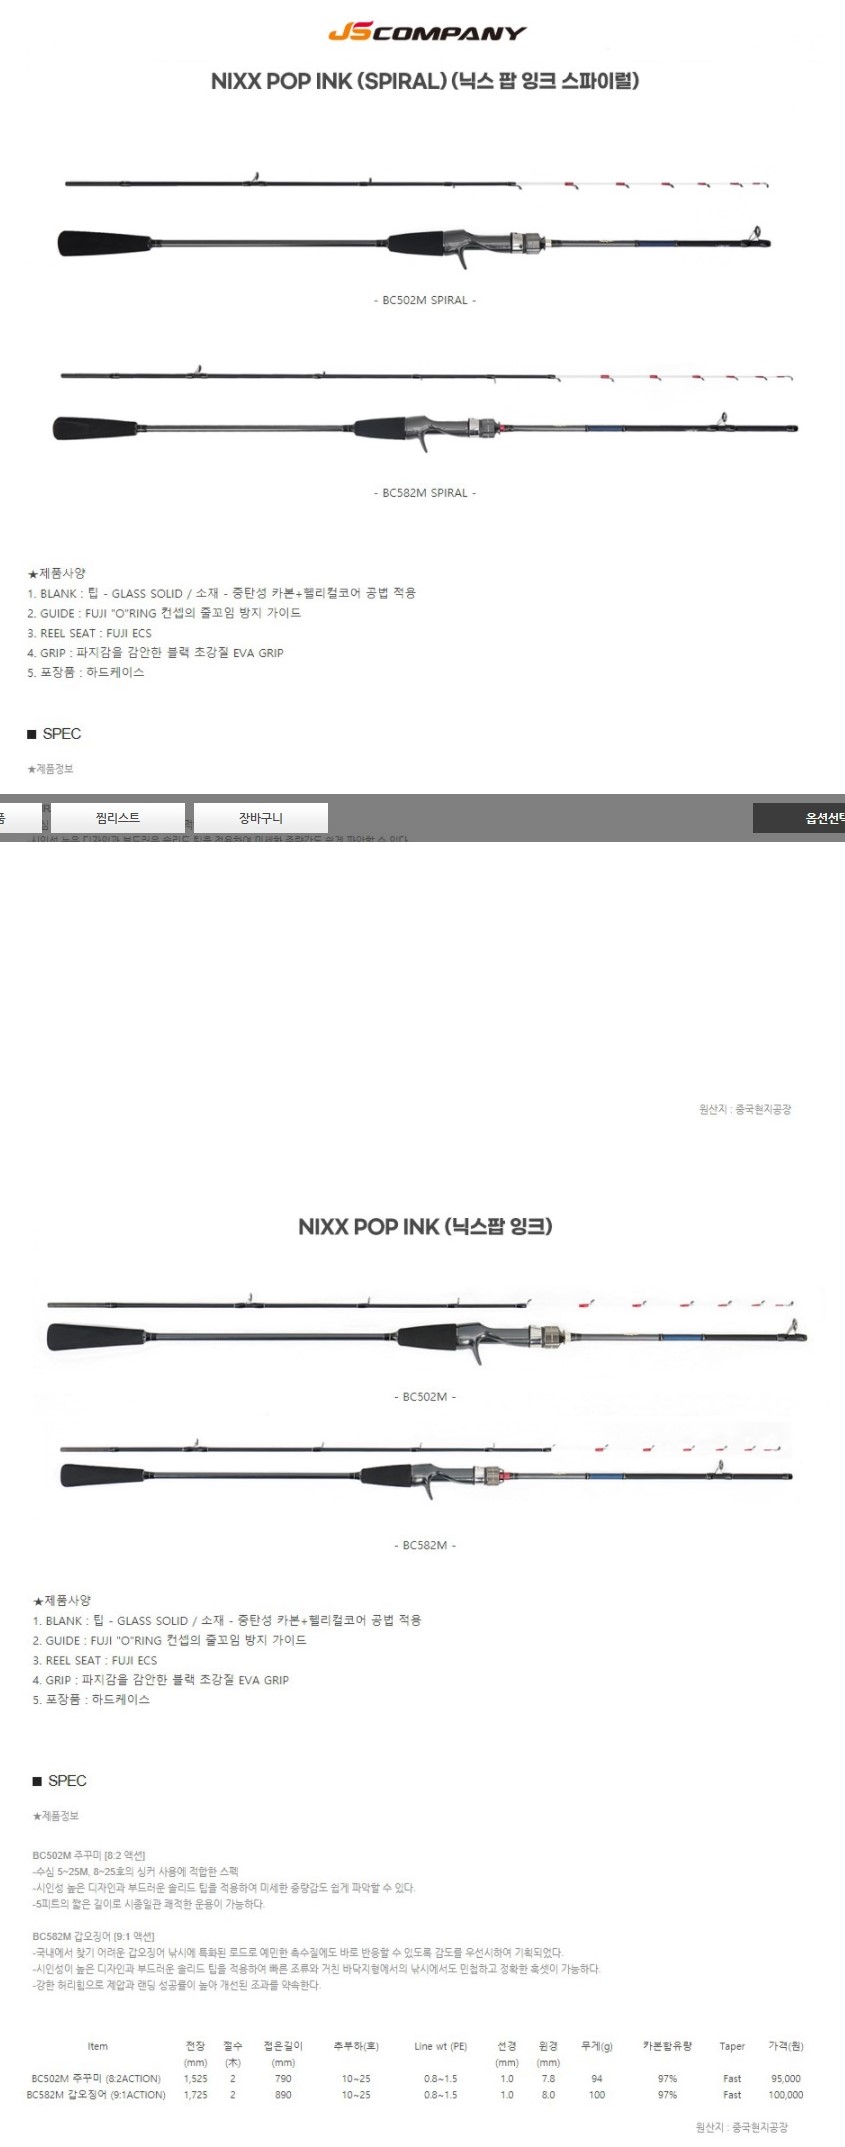 JS COMPANY
NIXX POP INK (SPIRAL) (닉스 팝 잉크 스파이럴)
- BC502M SPIRAL -
- BC582M SPIRAL -
★제품사양
1. BLANK : 팁 - GLASS SOLID / 소재 - 중탄성 카본+헬리컬코어 공법 적용
2. GUIDE : FUJI "O"RING 컨셉의 줄꼬임 방지 가이드
3. REEL SEAT : FUJI ECS
4. GRIP : 파지감을 감안한 블랙 초강질 EVA GRIP
5. 포장품 : 하드케이스
■ SPEC
★제품정보
품 찜리스트 장바구니 옵션선택
원산지 : 중국현지공장
NIXX POP INK (닉스팝 잉크)
- BC502M -
- BC582M -
★제품사양
1. BLANK : 팁 - GLASS SOLID / 소재 - 중탄성 카본+헬리컬코어 공법 적용
2. GUIDE : FUJI "O"RING 컨셉의 줄꼬임 방지 가이드
3. REEL SEAT : FUJI ECS
4. GRIP : 파지감을 감안한 블랙 초강질 EVA GRIP
5. 포장품 : 하드케이스
■ SPEC
★제품정보
BC502M 주꾸미 [8:2 액션]
-수심 5~25M, 8~25호의 싱커 사용에 적합한 스펙
-시인성 높은 디자인과 부드러운 솔리드 팁을 적용하여 미세한 중량감도 쉽게 파악할 수 있다.
-5피트의 짧은 길이로 시종일관 쾌적한 운용이 가능하다.
BC582M 갑오징어 [9:1 액션]
-국내에서 찾기 어려운 갑오징어 낚시에 특화된 로드로 예민한 촉수질에도 바로 반응할 수 있도록 감도를 우선시하여 기획되었다.
-시인성이 높은 디자인과 부드러운 솔리드 팁을 적용하여 빠른 조류와 거친 바닥지형에서의 낚시에서도 민첩하고 정확한 훅셋이 가능하다.
-강한 허리힘으로 제압과 랜딩 성공률이 높아 개선된 조과를 약속한다.
Item 전장 절수 접은길이 추부하(호) Line wt (PE) 선경 원경 무게(g) 카본함유량 Taper 가격(원)
(mm) (木) (mm) (mm) (mm)
BC502M 주꾸미 (8:2ACTION) 1,525 2 790 10~25 0.8~1.5 1.0 7.8 94 97% Fast 95,000
BC582M 갑오징어 (9:1ACTION) 1,725 2 890 10~25 0.8~1.5 1.0 8.0 100 97% Fast 100,000
원산지 : 중국현지공장